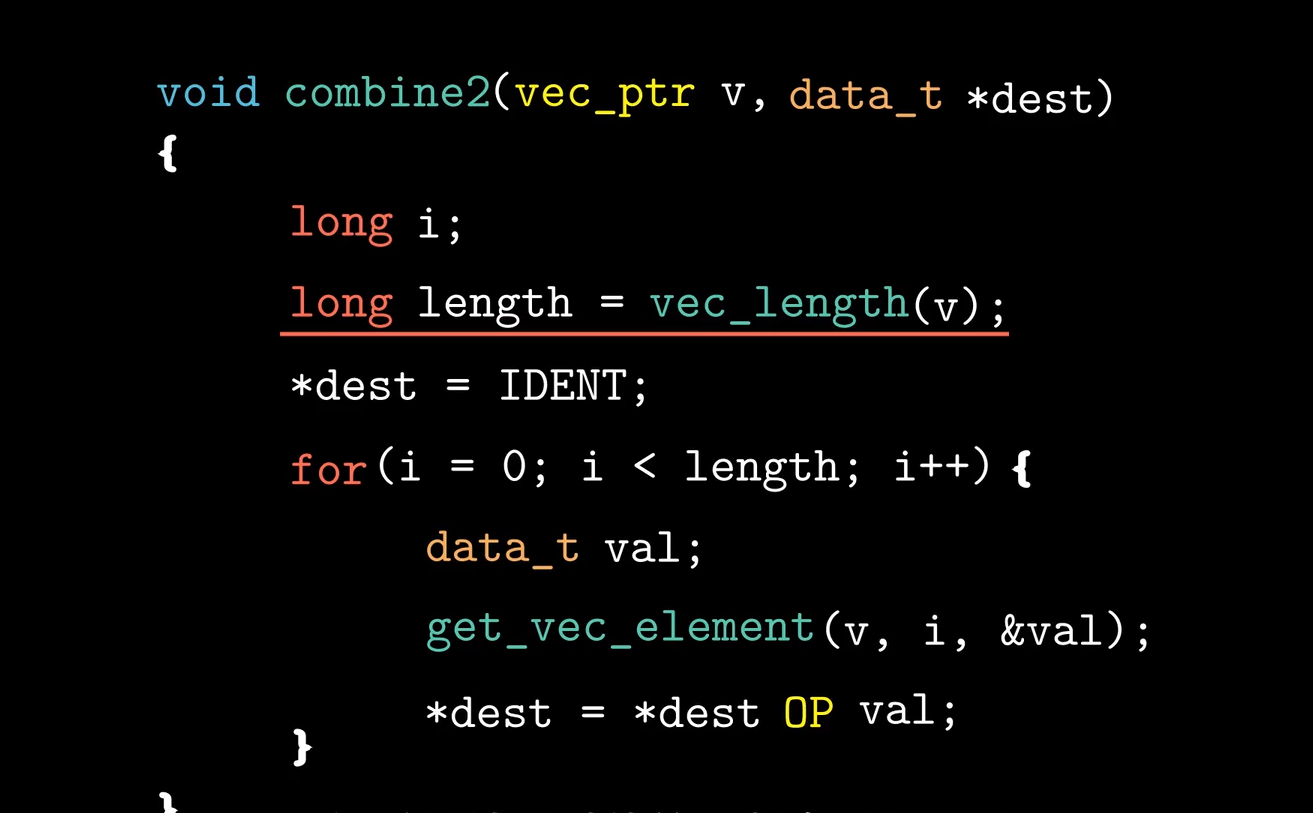 void combine2(vec_ptr v, data_t *dest)
{
long i;
long length = vec_length(v);
*dest = IDENT;
for(i = 0; i < length; i++) {
data_t val;
get_vec_element(v, i, &val);
*dest = *dest OP val;
}
}